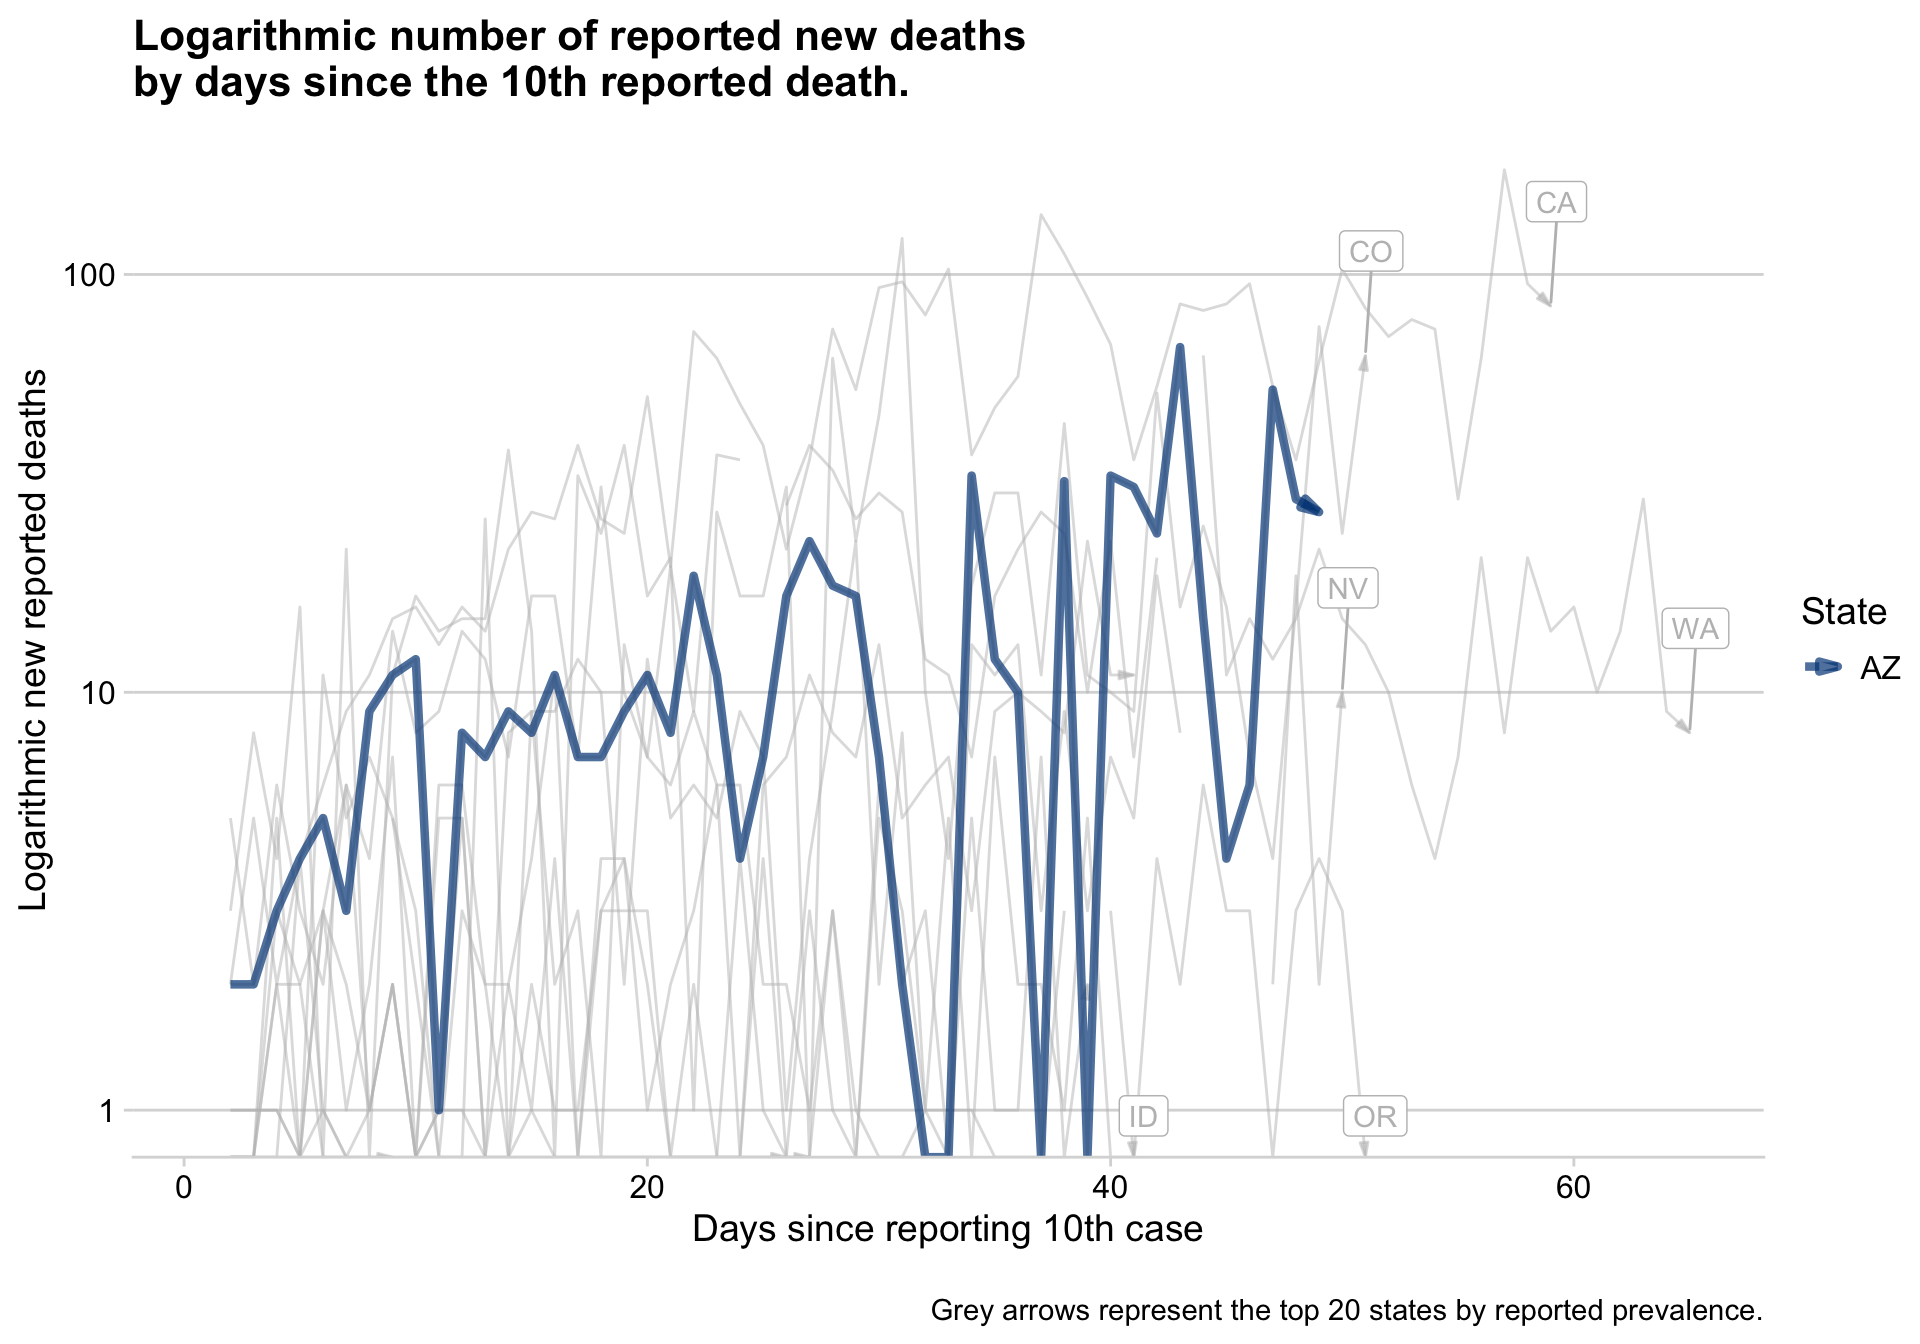 Logarithmic number of reported new deaths
by days since the 10th reported death.
Logarithmic new reported deaths
100
10
1
CA
CO
NV
WA
ID
OR
State
AZ
0
20
40
60
Days since reporting 10th case
Grey arrows represent the top 20 states by reported prevalence.